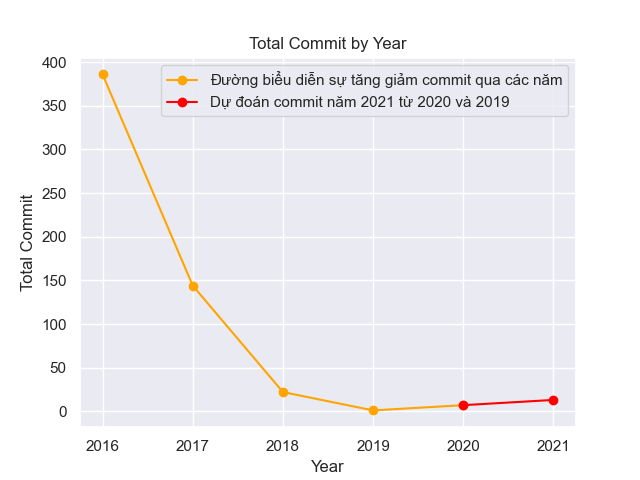 Total Commit by Year
Đường biểu diễn sự tăng giảm commit qua các năm
Dự đoán commit năm 2021 từ 2020 và 2019
400
350
300
250
200
150
100
50
0
Total Commit
2016 2017 2018 2019 2020 2021
Year